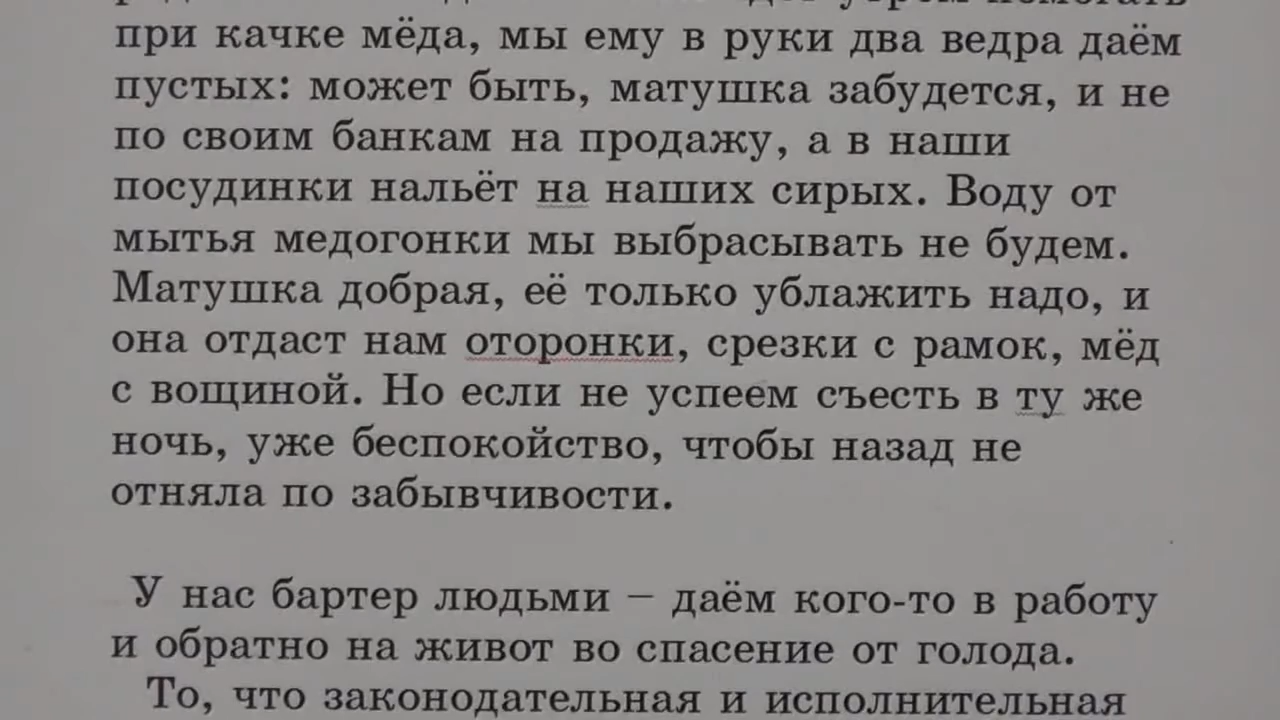 при качке мёда, мы ему в руки два ведра даём
пустых: может быть, матушка забудется, и не
по своим банкам на продажу, а в наши
посудинки нальёт на наших сирых. Воду от
мытья медогонки мы выбрасывать не будем.
Матушка добрая, её только ублажить надо, и
она отдаст нам оторонки, срезки с рамок, мёд
с вощиной. Но если не успеем съесть в ту же
ночь, уже беспокойство, чтобы назад не
отняла по забывчивости.
У нас бартер людьми – даём кого-то в работу
и обратно на живот во спасение от голода.
То, что законодательная и исполнительная